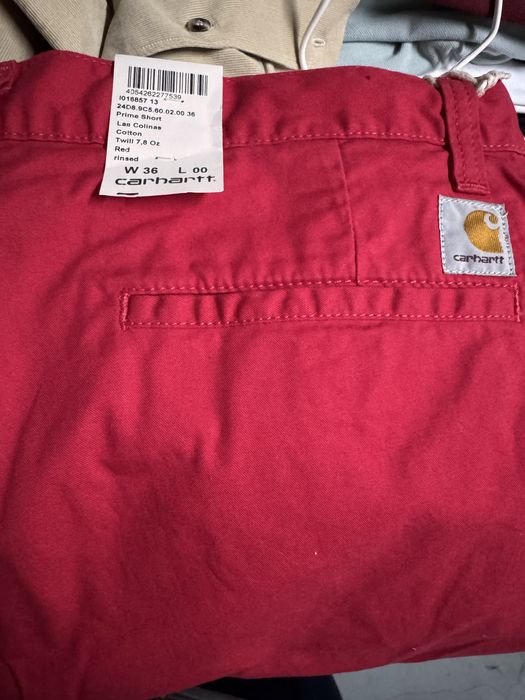 4054262277539
I016857 13
24D8.9C5.60.02.00 36
Prime Short
Las Colinas
Cotton
Twill 7,8 Oz
Red
rinsed
W 36 L 00
carhartt
carhartt